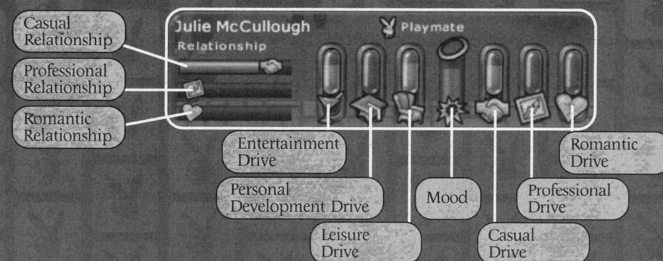 Casual
Relationship
Professional
Relationship
Romantic
Relationship
Julie McCullough
Playmate
Relationship
Entertainment
Drive
Personal
Development Drive
Leisure
Drive
Mood
Casual
Drive
Professional
Drive
Romantic
Drive